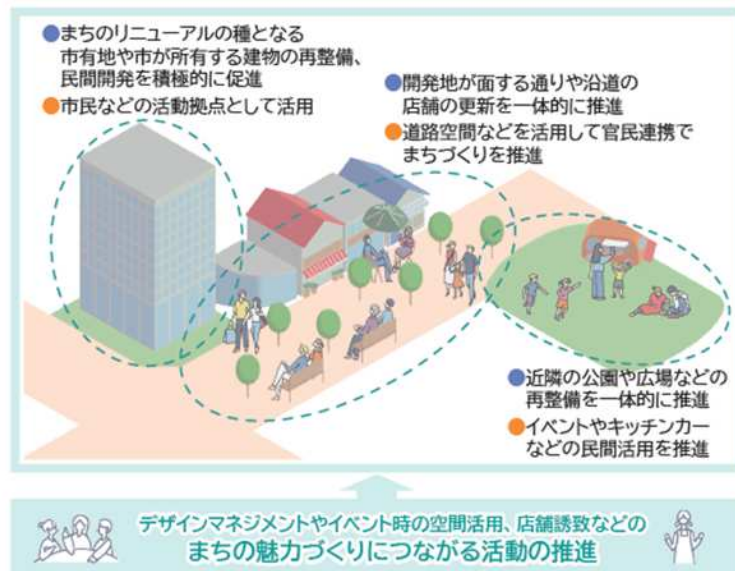 ●まちのリニューアルの種となる
市有地や市が所有する建物の再整備、
民間開発を積極的に促進
●市民などの活動拠点として活用
●開発地が面する通りや沿道の
店舗の更新を一体的に推進
●道路空間などを活用して官民連携で
まちづくりを推進
●近隣の公園や広場などの
再整備を一体的に推進
●イベントやキッチンカー
などの民間活用を推進
デザインマネジメントやイベント時の空間活用、店舗誘致などの
まちの魅力づくりにつながる活動の推進